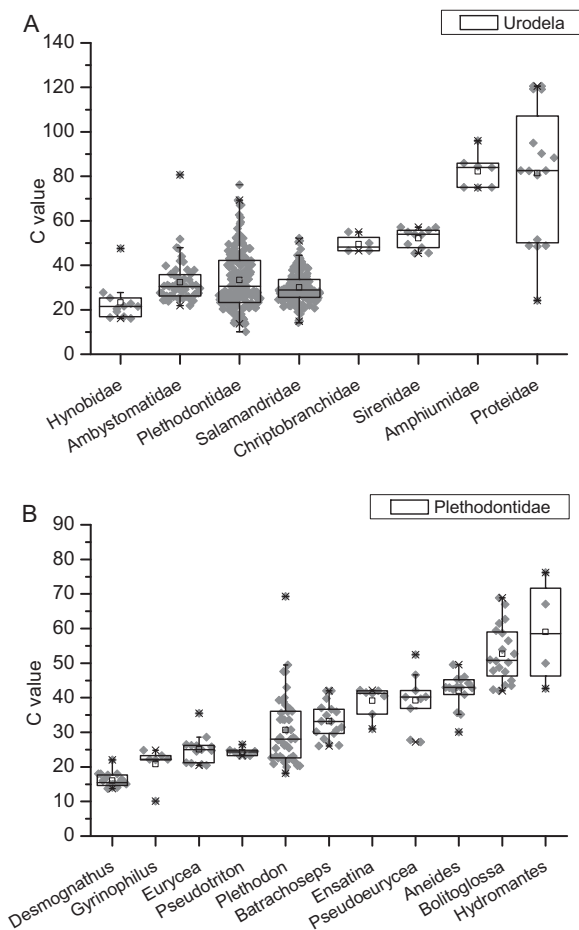 A
Urodela
C value
140
120
100
80
60
40
20
0
Hynobidae
Ambystomatidae
Plethodontidae
Salamandridae
Chriptobranchidae
Sirenidae
Amphiumidae
Proteidae
B
Plethodontidae
C value
90
80
70
60
50
40
30
20
10
0
Desmognathus
Gyrinophilus
Eurycea
Pseudotriton
Plethodon
Batrachoseps
Ensatina
Pseudoeurycea
Aneides
Bolitoglossa
Hydromantes